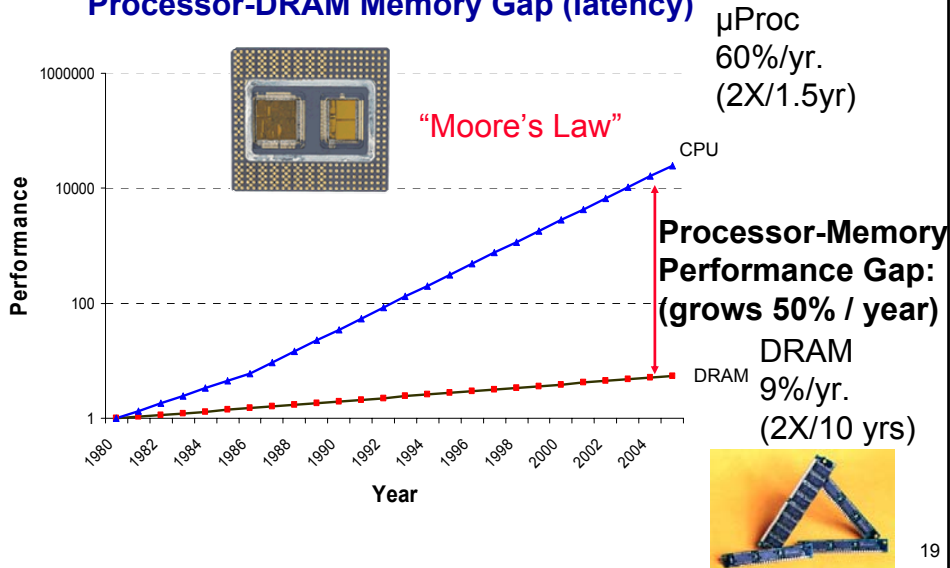 Processor-DRAM Memory Gap (latency)
µProc
60%/yr.
(2X/1.5yr)
1000000
10000
100
1
Performance
“Moore’s Law”
CPU
Processor-Memory
Performance Gap:
(grows 50% / year)
DRAM
DRAM
9%/yr.
(2X/10 yrs)
1980
1982
1984
1986
1988
1990
1992
1994
1996
1998
2000
2002
2004
Year
19